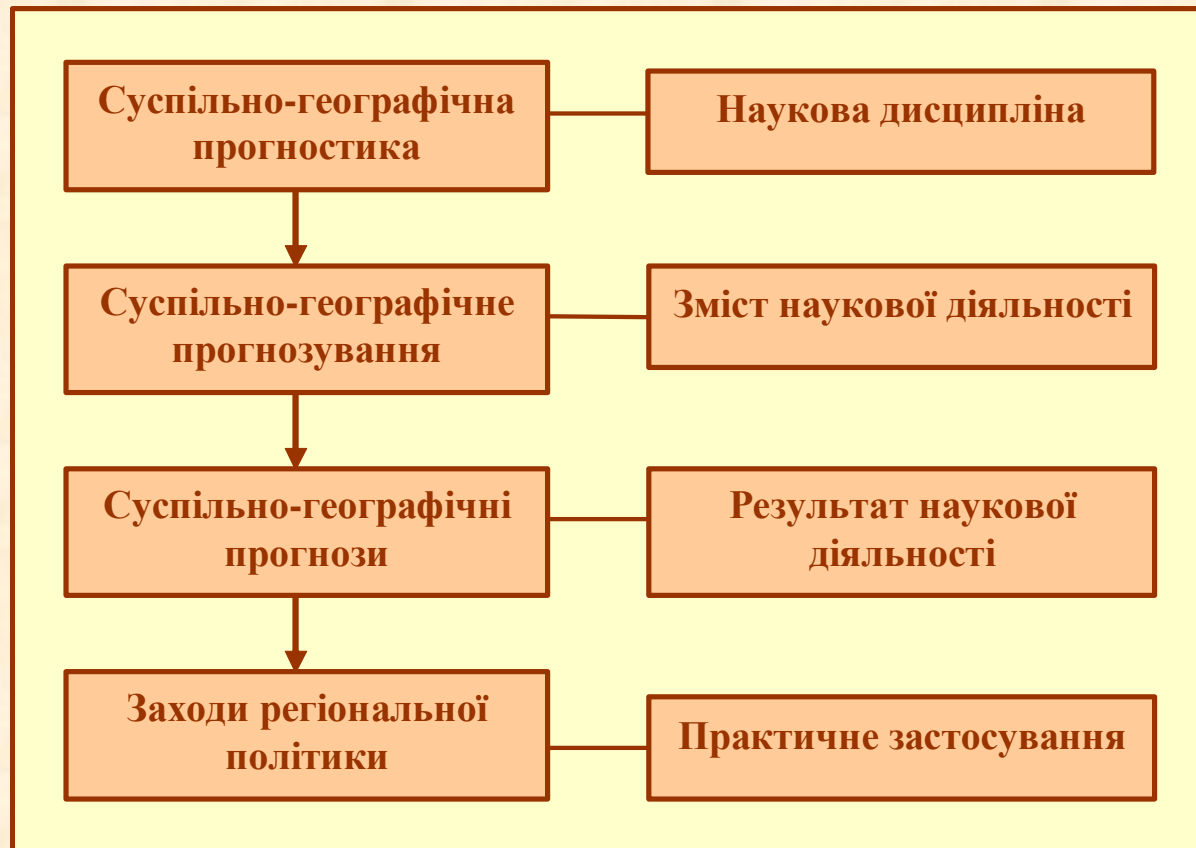 Суспільно-географічна
прогностика
Наукова дисципліна
Суспільно-географічне
прогнозування
Зміст наукової діяльності
Суспільно-географічні
прогнози
Результат наукової
діяльності
Заходи регіональної
політики
Практичне застосування